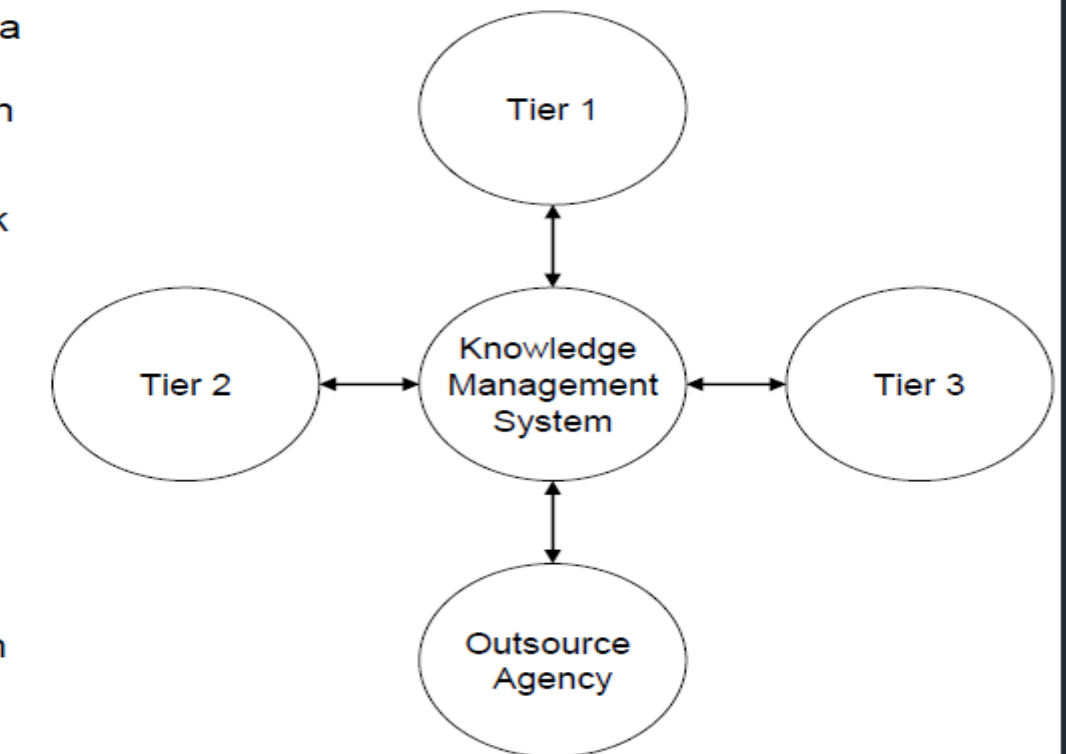 a
n
Tier 1
k
Knowledge
Tier 2
Management
Tier 3
System
Outsource
n
Agency